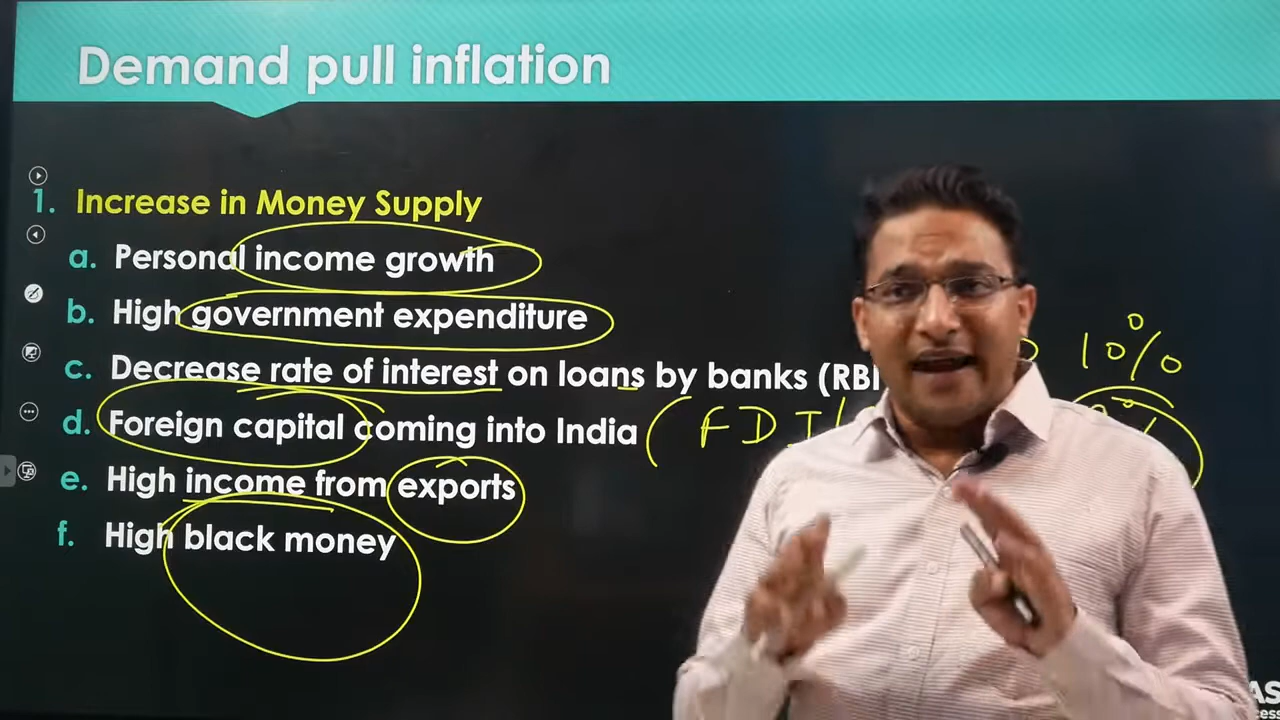 Demand pull inflation
1. Increase in Money Supply
a. Personal income growth
b. High government expenditure
10%
c. Decrease rate of interest on loans by banks (RBI
d. Foreign capital coming into India (FDI
e. High income from exports
f. High black money